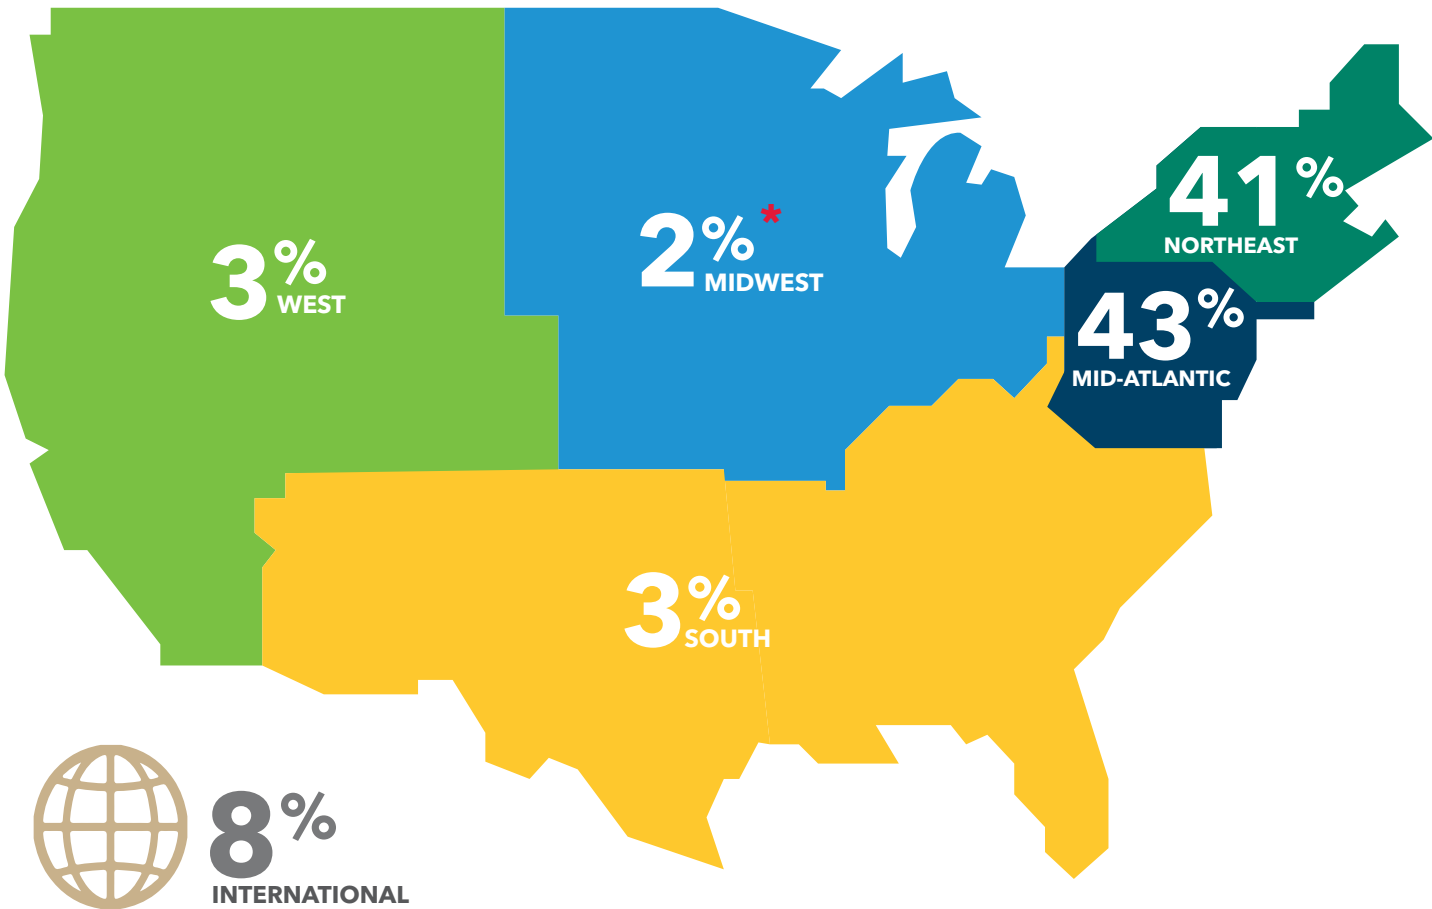 41%
NORTHEAST
2%*
MIDWEST
3%
WEST
43%
MID-ATLANTIC
3%
SOUTH
8%
INTERNATIONAL